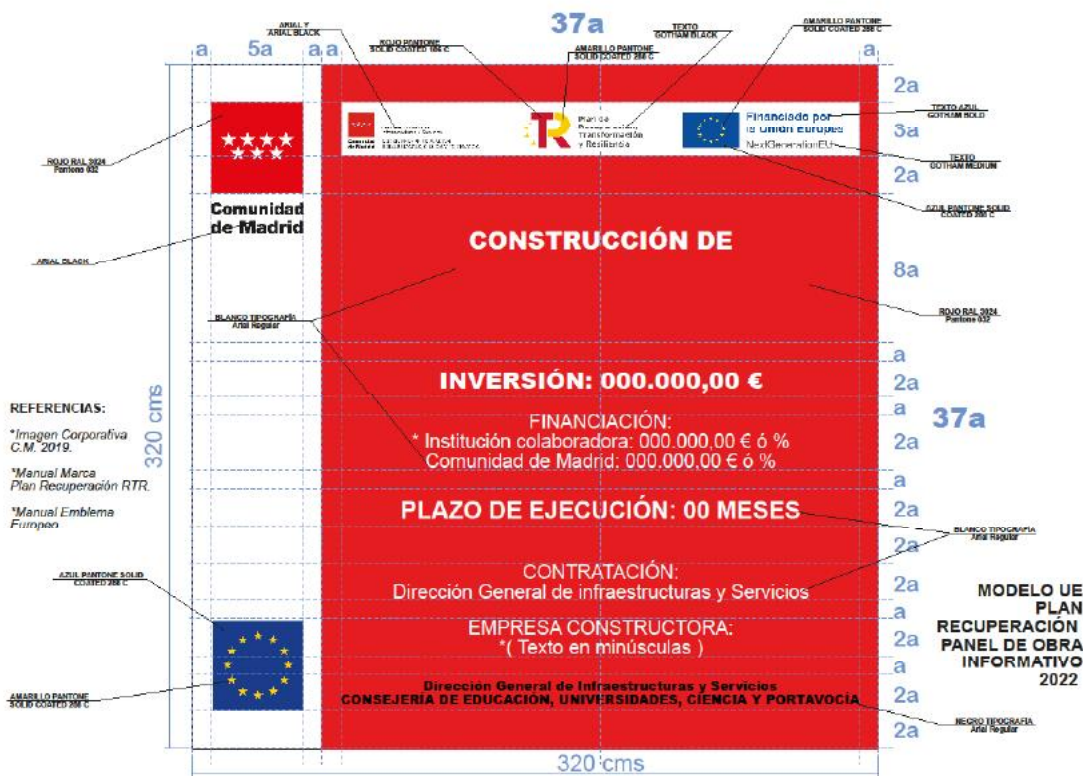 37a
a
5a
a
a
a
ARIAL Y
ARIAL BLACK
ROJO PANTONE
SOLID COATED
AMARILLO PANTONE
SOLID COATED
TEXTO
GOTHAM BLACK
AMARILLO PANTONE
SOLID COATED
2a
3a
2a
8a
a
2a
a
2a
a
2a
2a
2a
a
2a
a
2a
2a
37a
TEXTO AZUL
GOTHAM BOLD
TEXTO
GOTHAM MEDIUM
AZUL PANTONE SOLID
COATED
ROJO RAL 3024
Pantone 032
Comunidad
de Madrid
ARIAL BLACK
Comunidad
de Madrid
Plan de
Recuperación,
Transformación
y Resiliencia
Financiado por
la Unión Europea
NextGenerationEU
CONSTRUCCIÓN DE
BLANCO TIPOGRAFÍA
Arial Regular
ROJO RAL 3024
Pantone 032
INVERSIÓN: 000.000,00 €
FINANCIACIÓN:
* Institución colaboradora: 000.000,00 € ó %
Comunidad de Madrid: 000.000,00 € ó %
PLAZO DE EJECUCIÓN: 00 MESES
BLANCO TIPOGRAFÍA
Arial Regular
CONTRATACIÓN:
Dirección General de infraestructuras y Servicios
EMPRESA CONSTRUCTORA:
*( Texto en minúsculas )
Dirección General de Infraestructuras y Servicios
CONSEJERÍA DE EDUCACIÓN, UNIVERSIDADES, CIENCIA Y PORTAVOCÍA
NEGRO TIPOGRAFÍA
Arial Regular
REFERENCIAS:
*Imagen Corporativa
C.M. 2019.
*Manual Marca
Plan Recuperación RTR.
*Manual Emblema
Europeo
320 cms
AZUL PANTONE SOLID
COATED
AMARILLO PANTONE
SOLID COATED
320 cms
MODELO UE
PLAN
RECUPERACIÓN
PANEL DE OBRA
INFORMATIVO
2022